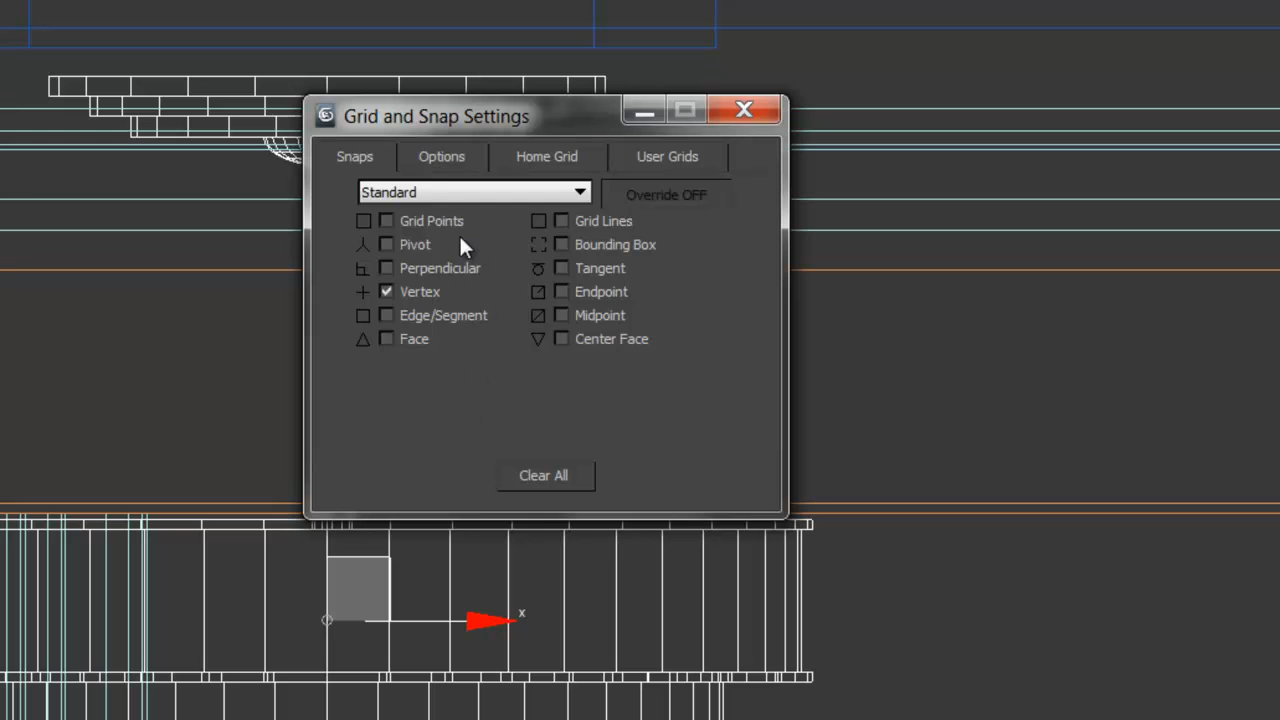 Grid and Snap Settings
Snaps Options Home Grid User Grids
Standard Override OFF
Grid Points Grid Lines
Pivot Bounding Box
Perpendicular Tangent
Vertex Endpoint
Edge/Segment Midpoint
Face Center Face
Clear All
x